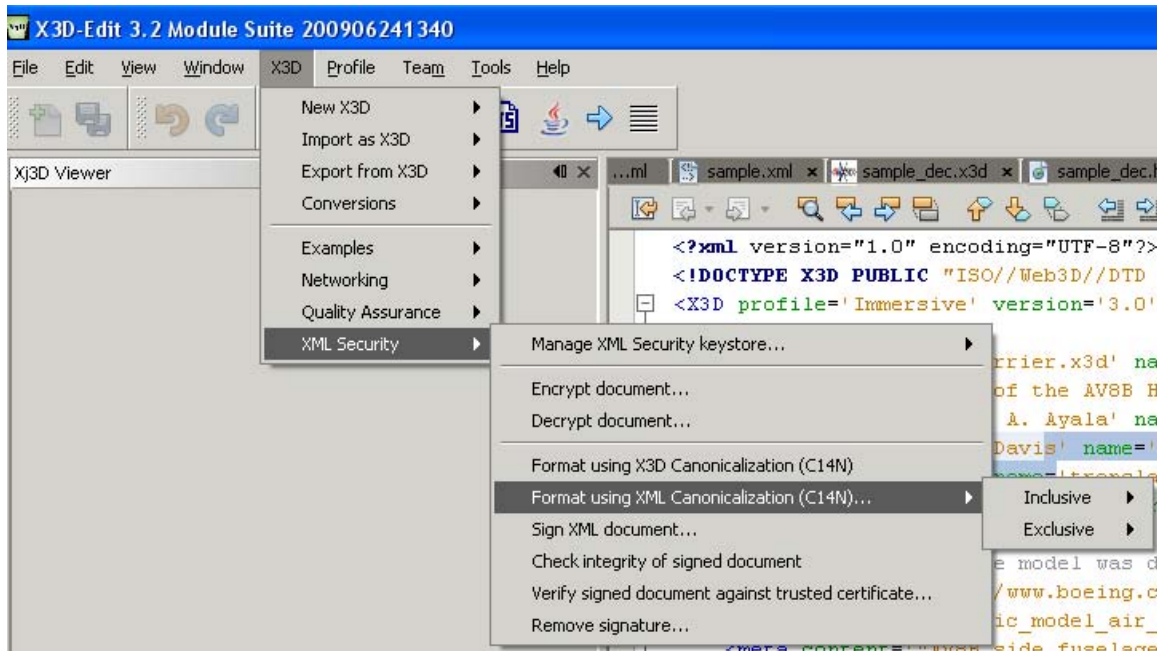 X3D-Edit 3.2 Module Suite 200906241340
File Edit View Window X3D Profile Team Tools Help
New X3D
Import as X3D
Export from X3D
Conversions
Examples
Networking
Quality Assurance
XML Security
Xj3D Viewer
...ml sample.xml sample_dec.x3d sample_dec.h
<?xml version="1.0" encoding="UTF-8"?>
<!DOCTYPE X3D PUBLIC "ISO//Web3D//DTD
<X3D profile='Immersive' version='3.0'
Manage XML Security keystore...
Encrypt document...
Decrypt document...
Format using X3D Canonicalization (C14N)
Format using XML Canonicalization (C14N)...
Sign XML document...
Check integrity of signed document
Verify signed document against trusted certificate...
Remove signature...
Inclusive
Exclusive
rrier.x3d' na
of the AV8B H
A. Ayala' na
Davis' name='
e model was d
/www.boeing.c
ic_model_air_
side fuselage